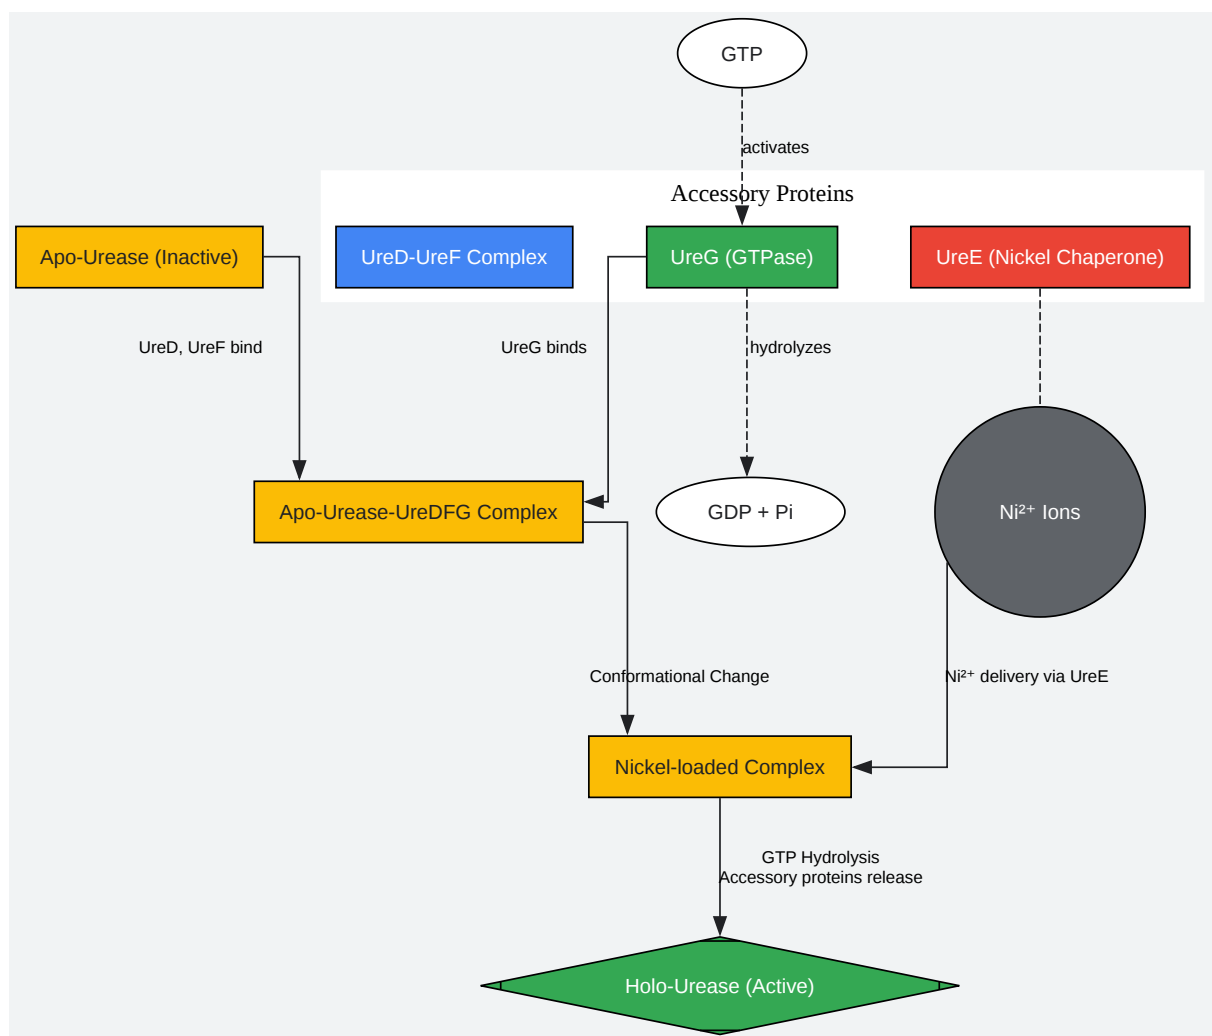 GTP
activates
Accessory Proteins
Apo-Urease (Inactive)
UreD-UreF Complex
UreG (GTPase)
UreE (Nickel Chaperone)
UreD, UreF bind
UreG binds
hydrolyzes
Apo-Urease-UreDFG Complex
GDP + Pi
Ni²⁺ Ions
Conformational Change
Ni²⁺ delivery via UreE
Nickel-loaded Complex
GTP Hydrolysis
Accessory proteins release
Holo-Urease (Active)